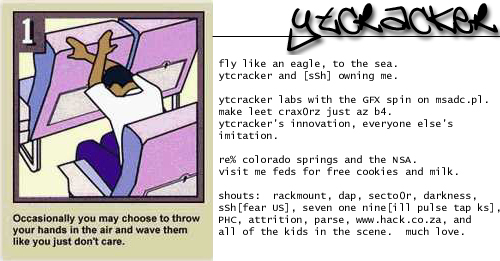 1
Occasionally you may choose to throw
your hands in the air and wave them
like you just don't care.
ytcracker
fly like an eagle, to the sea.
ytcracker and [sSh] owning me.
ytcracker labs with the GFX spin on msadc.pl.
make leet crax0rz just az b4.
ytcracker's innovation, everyone else's
imitation.
re% colorado springs and the NSA.
visit me feds for free cookies and milk.
shouts:  rackmount, dap, sect0r, darkness,
sSh[fear US], seven one nine[ill pulse tap ks],
PHC, attrition, parse, www.hack.co.za, and
all of the kids in the scene.  much love.